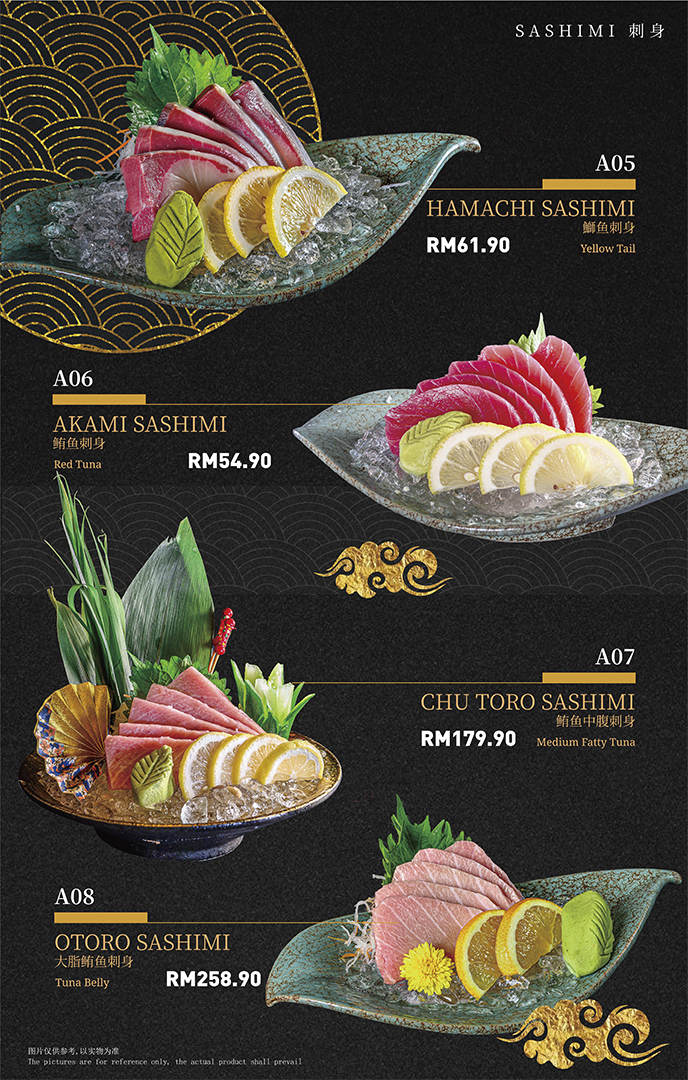 SASHIMI 刺身
A05
HAMACHI SASHIMI
鰤鱼刺身
RM61.90 Yellow Tail
A06
AKAMI SASHIMI
鲔鱼刺身
Red Tuna RM54.90
A07
CHU TORO SASHIMI
鲔鱼中腹刺身
RM179.90 Medium Fatty Tuna
A08
OTORO SASHIMI
大脂鲔鱼刺身
Tuna Belly RM258.90
图片仅供参考,以实物为准
The pictures are for reference only, the actual product shall prevail